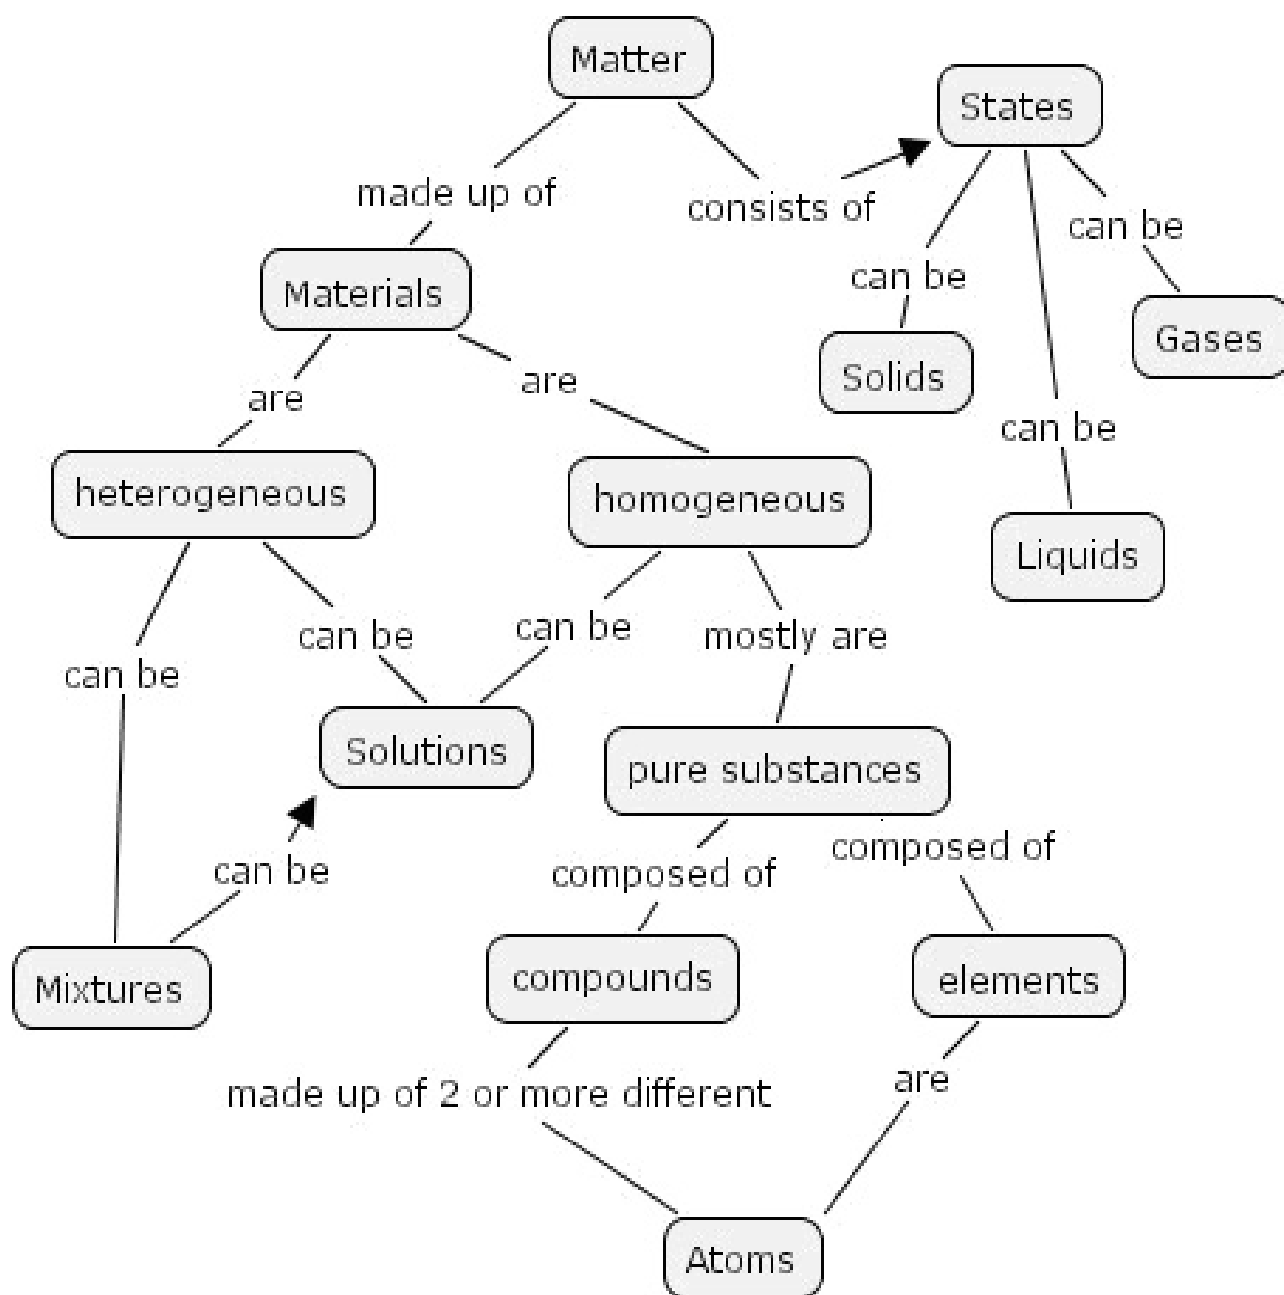 Matter
States
made up of
consists of
can be
can be
Materials
Gases
Solids
are
are
can be
heterogeneous
homogeneous
Liquids
can be
can be
mostly are
can be
Solutions
pure substances
can be
composed of
composed of
Mixtures
compounds
elements
made up of 2 or more different
are
Atoms